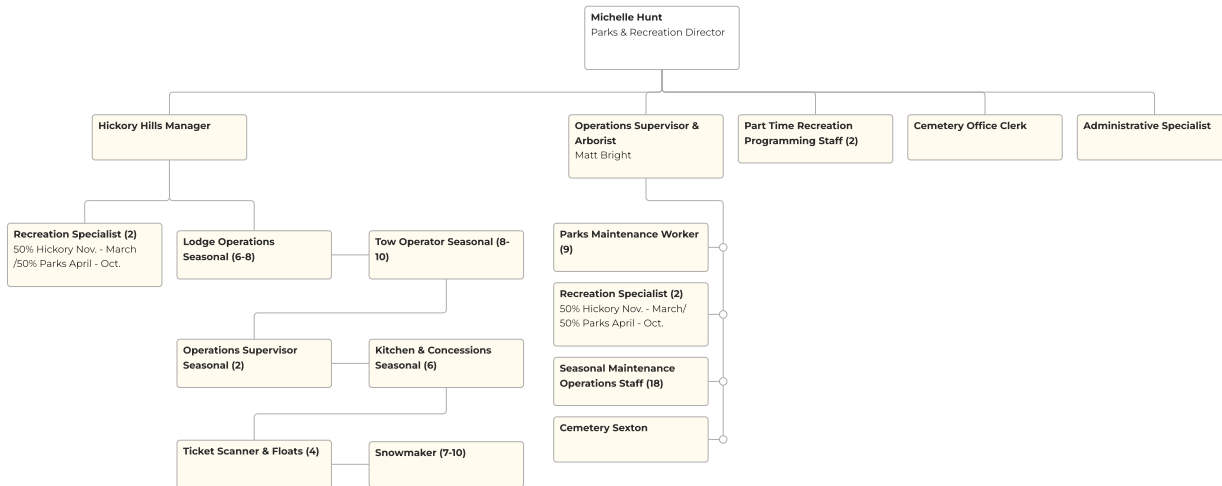 Michelle Hunt
Parks & Recreation Director
Hickory Hills Manager
Operations Supervisor &
Arborist
Matt Bright
Part Time Recreation
Programming Staff (2)
Cemetery Office Clerk
Administrative Specialist
Recreation Specialist (2)
50% Hickory Nov. - March
/50% Parks April - Oct.
Lodge Operations
Seasonal (6-8)
Tow Operator Seasonal (8-
10)
Parks Maintenance Worker
(9)
Recreation Specialist (2)
50% Hickory Nov. - March/
50% Parks April - Oct.
Operations Supervisor
Seasonal (2)
Kitchen & Concessions
Seasonal (6)
Seasonal Maintenance
Operations Staff (18)
Cemetery Sexton
Ticket Scanner & Floats (4)
Snowmaker (7-10)